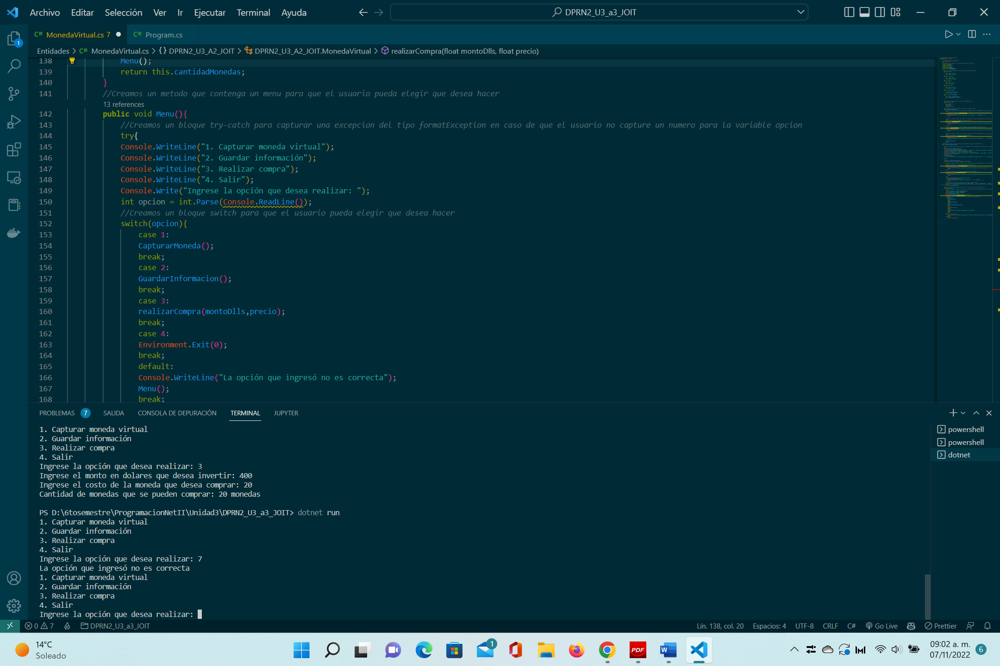 Archivo Editar Selección Ver Ir Ejecutar Terminal Ayuda
DPRN2_U3_a3_JOIT
C# MonedaVirtual.cs 7
C# Program.cs
Entidades > C# MonedaVirtual.cs > {} DPRN2_U3_A2_JOIT > DPRN2_U3_A2_JOIT.MonedaVirtual > realizarCompra(float montoDlls, float precio)
138 Menu();
139 return this.cantidadMonedas;
140 }
141 //Creamos un metodo que contenga un menu para que el usuario pueda elegir que desea hacer
13 references
142 public void Menu(){
143 //Creamos un bloque try-catch para capturar una excepcion del tipo formatException en caso de que el usuario no capture un numero para la variable opcion
144 try{
145 Console.WriteLine("1. Capturar moneda virtual");
146 Console.WriteLine("2. Guardar información");
147 Console.WriteLine("3. Realizar compra");
148 Console.WriteLine("4. Salir");
149 Console.Write("Ingrese la opción que desea realizar: ");
150 int opcion = int.Parse(Console.ReadLine());
151 //Creamos un bloque switch para que el usuario pueda elegir que desea hacer
152 switch(opcion){
153 case 1:
154 CapturarMoneda();
155 break;
156 case 2:
157 GuardarInformacion();
158 break;
159 case 3:
160 realizarCompra(montoDlls,precio);
161 break;
162 case 4:
163 Environment.Exit(0);
164 break;
165 default:
166 Console.WriteLine("La opción que ingresó no es correcta");
167 Menu();
168 break;
PROBLEMAS 7 SALIDA CONSOLA DE DEPURACIÓN TERMINAL JUPYTER
powershell
powershell
dotnet
1. Capturar moneda virtual
2. Guardar información
3. Realizar compra
4. Salir
Ingrese la opción que desea realizar: 3
Ingrese el monto en dolares que desea invertir: 400
Ingrese el costo de la moneda que desea comprar: 20
Cantidad de monedas que se pueden comprar: 20 monedas
PS D:\6tosemestre\ProgramacionNetII\Unidad3\DPRN2_U3_a3_JOIT> dotnet run
1. Capturar moneda virtual
2. Guardar información
3. Realizar compra
4. Salir
Ingrese la opción que desea realizar: 7
La opción que ingresó no es correcta
1. Capturar moneda virtual
2. Guardar información
3. Realizar compra
4. Salir
Ingrese la opción que desea realizar:
0 7 DPRN2_U3_a3_JOIT Lín. 138, col. 20 Espacios: 4 UTF-8 CRLF C# Go Live Prettier
14°C
Soleado
1
PDF
W
09:02 a. m.
07/11/2022
6